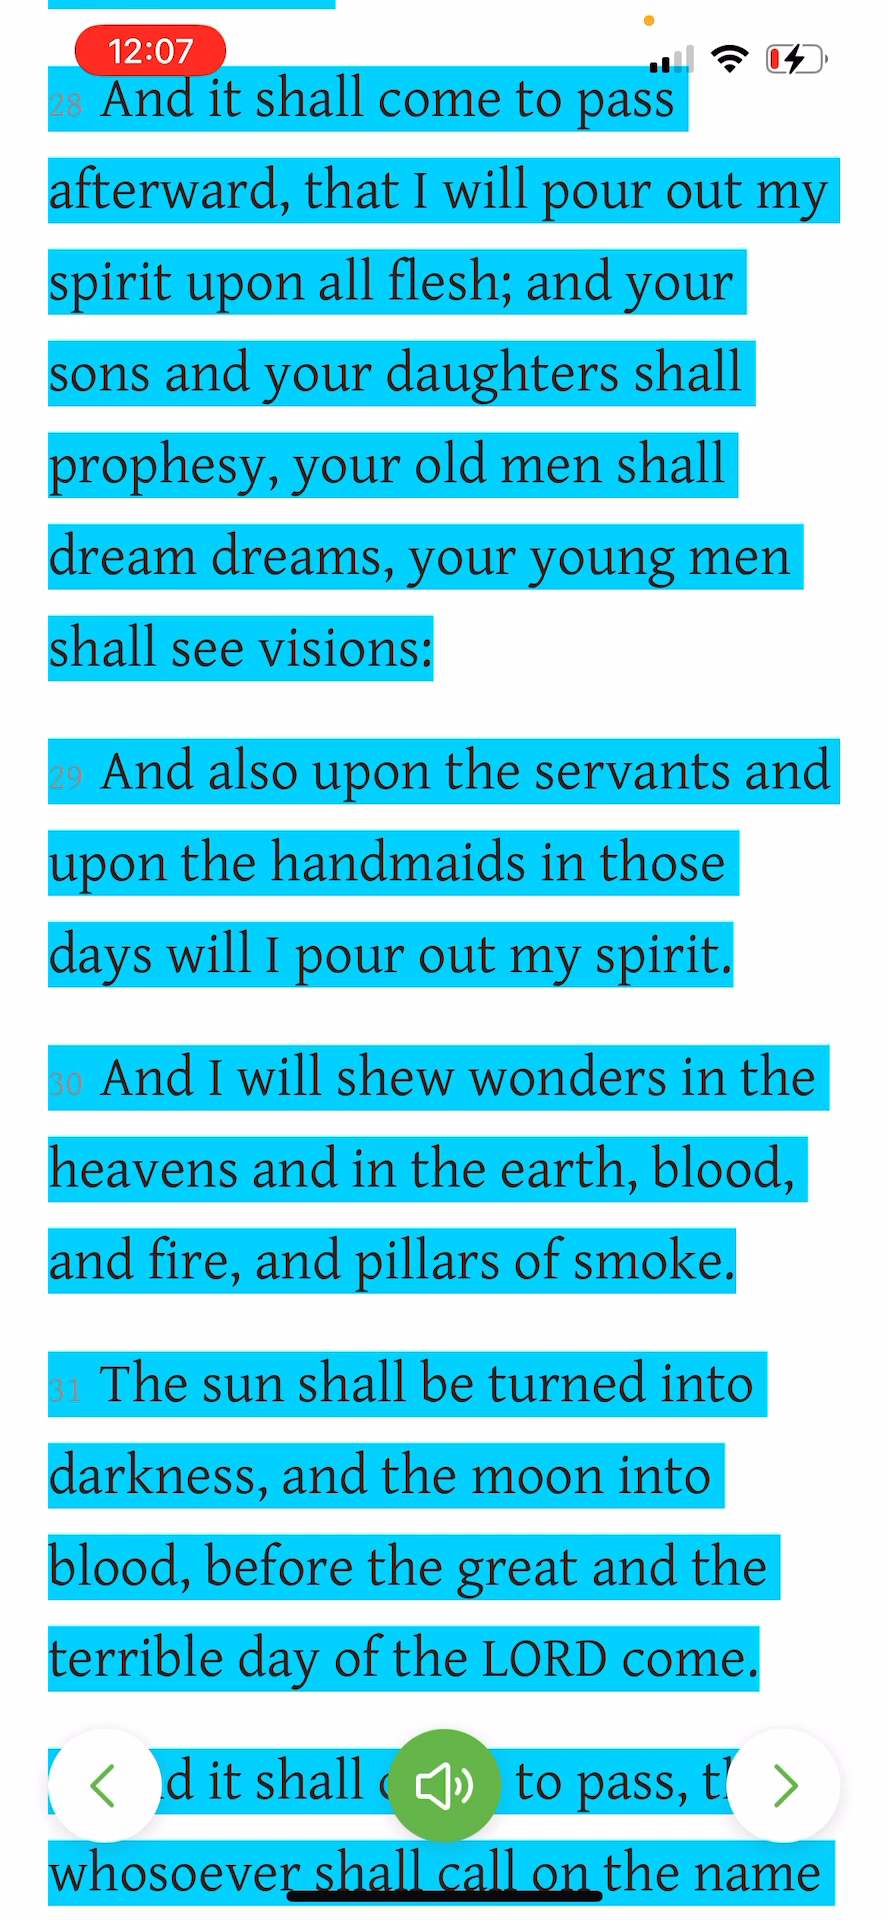 12:07
28 And it shall come to pass
afterward, that I will pour out my
spirit upon all flesh; and your
sons and your daughters shall
prophesy, your old men shall
dream dreams, your young men
shall see visions:
29 And also upon the servants and
upon the handmaids in those
days will I pour out my spirit.
30 And I will shew wonders in the
heavens and in the earth, blood,
and fire, and pillars of smoke.
31 The sun shall be turned into
darkness, and the moon into
blood, before the great and the
terrible day of the LORD come.
it shall to pass,
whosoever shall call on the name